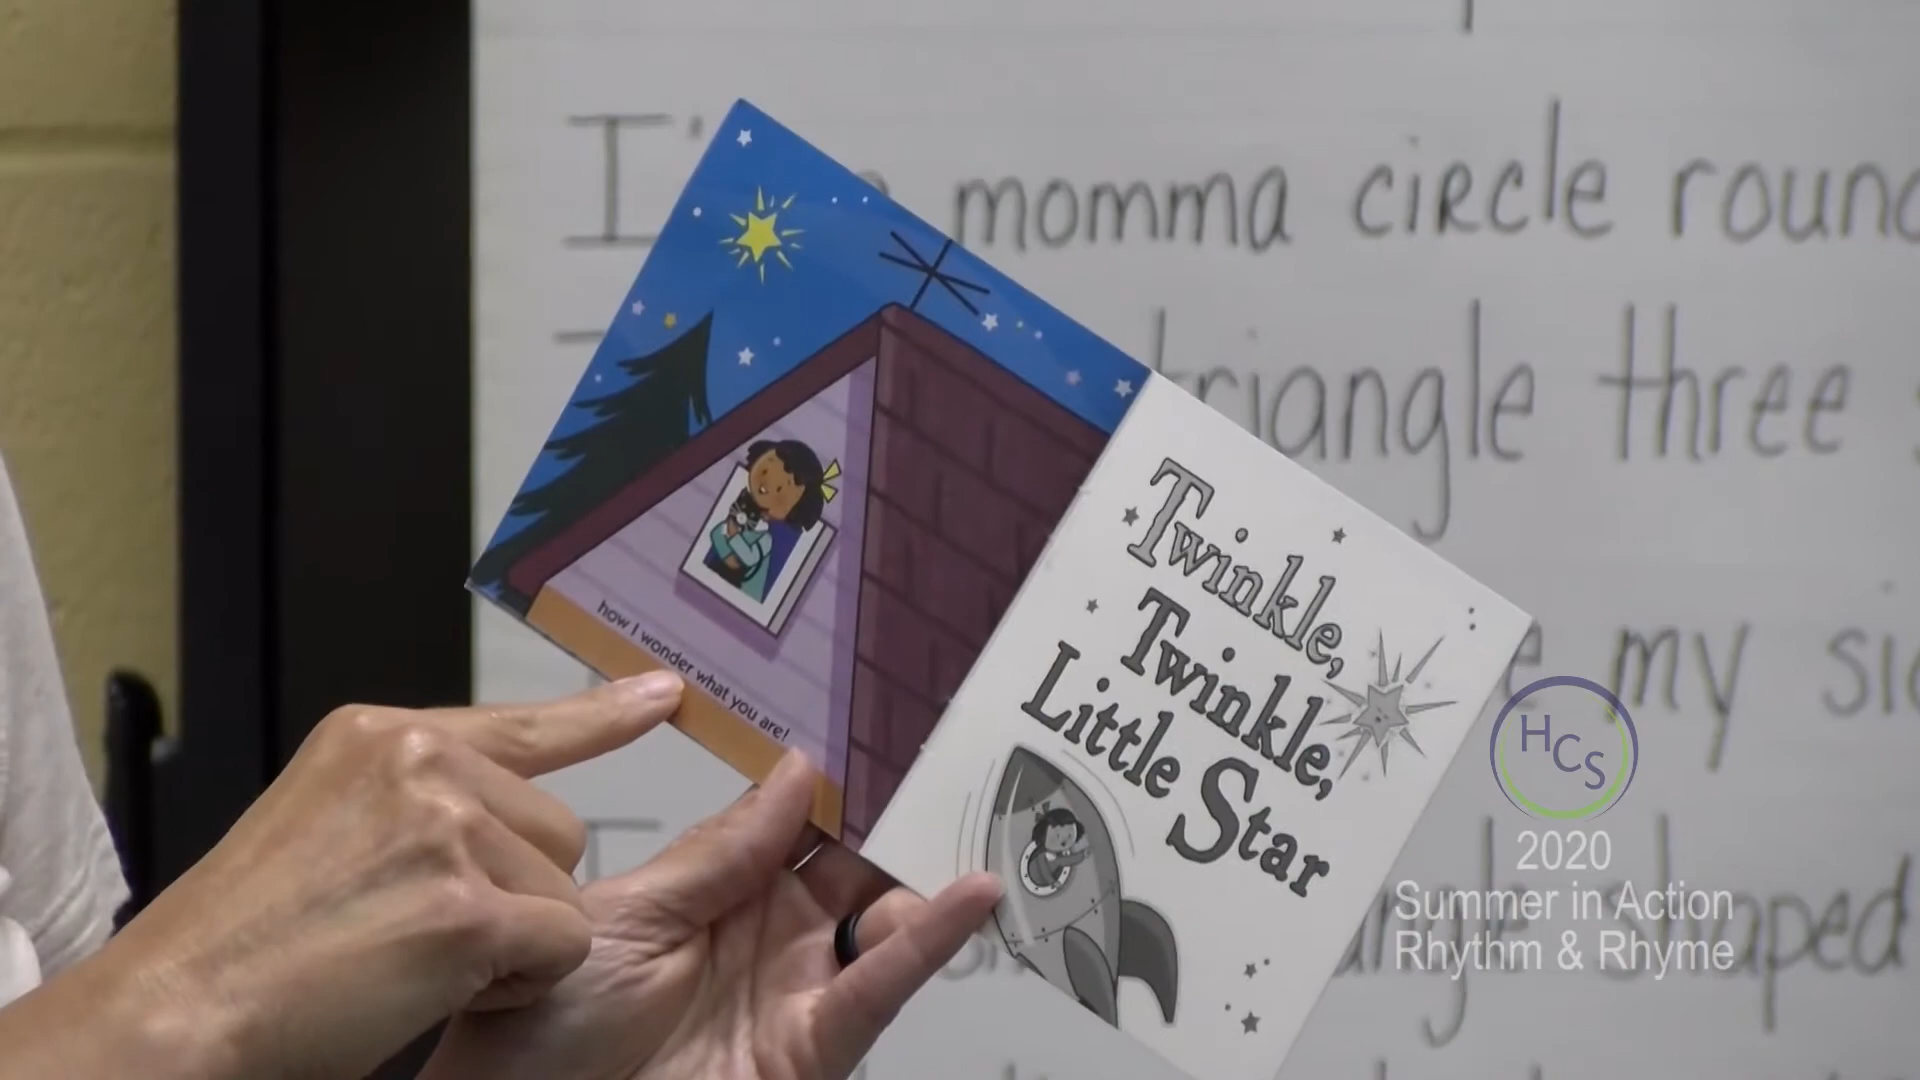 I'm a momma circle round
triangle three
my
shaped
how I wonder what you are!
Twinkle,
Twinkle,
Little Star
HCS
2020
Summer in Action
Rhythm & Rhyme